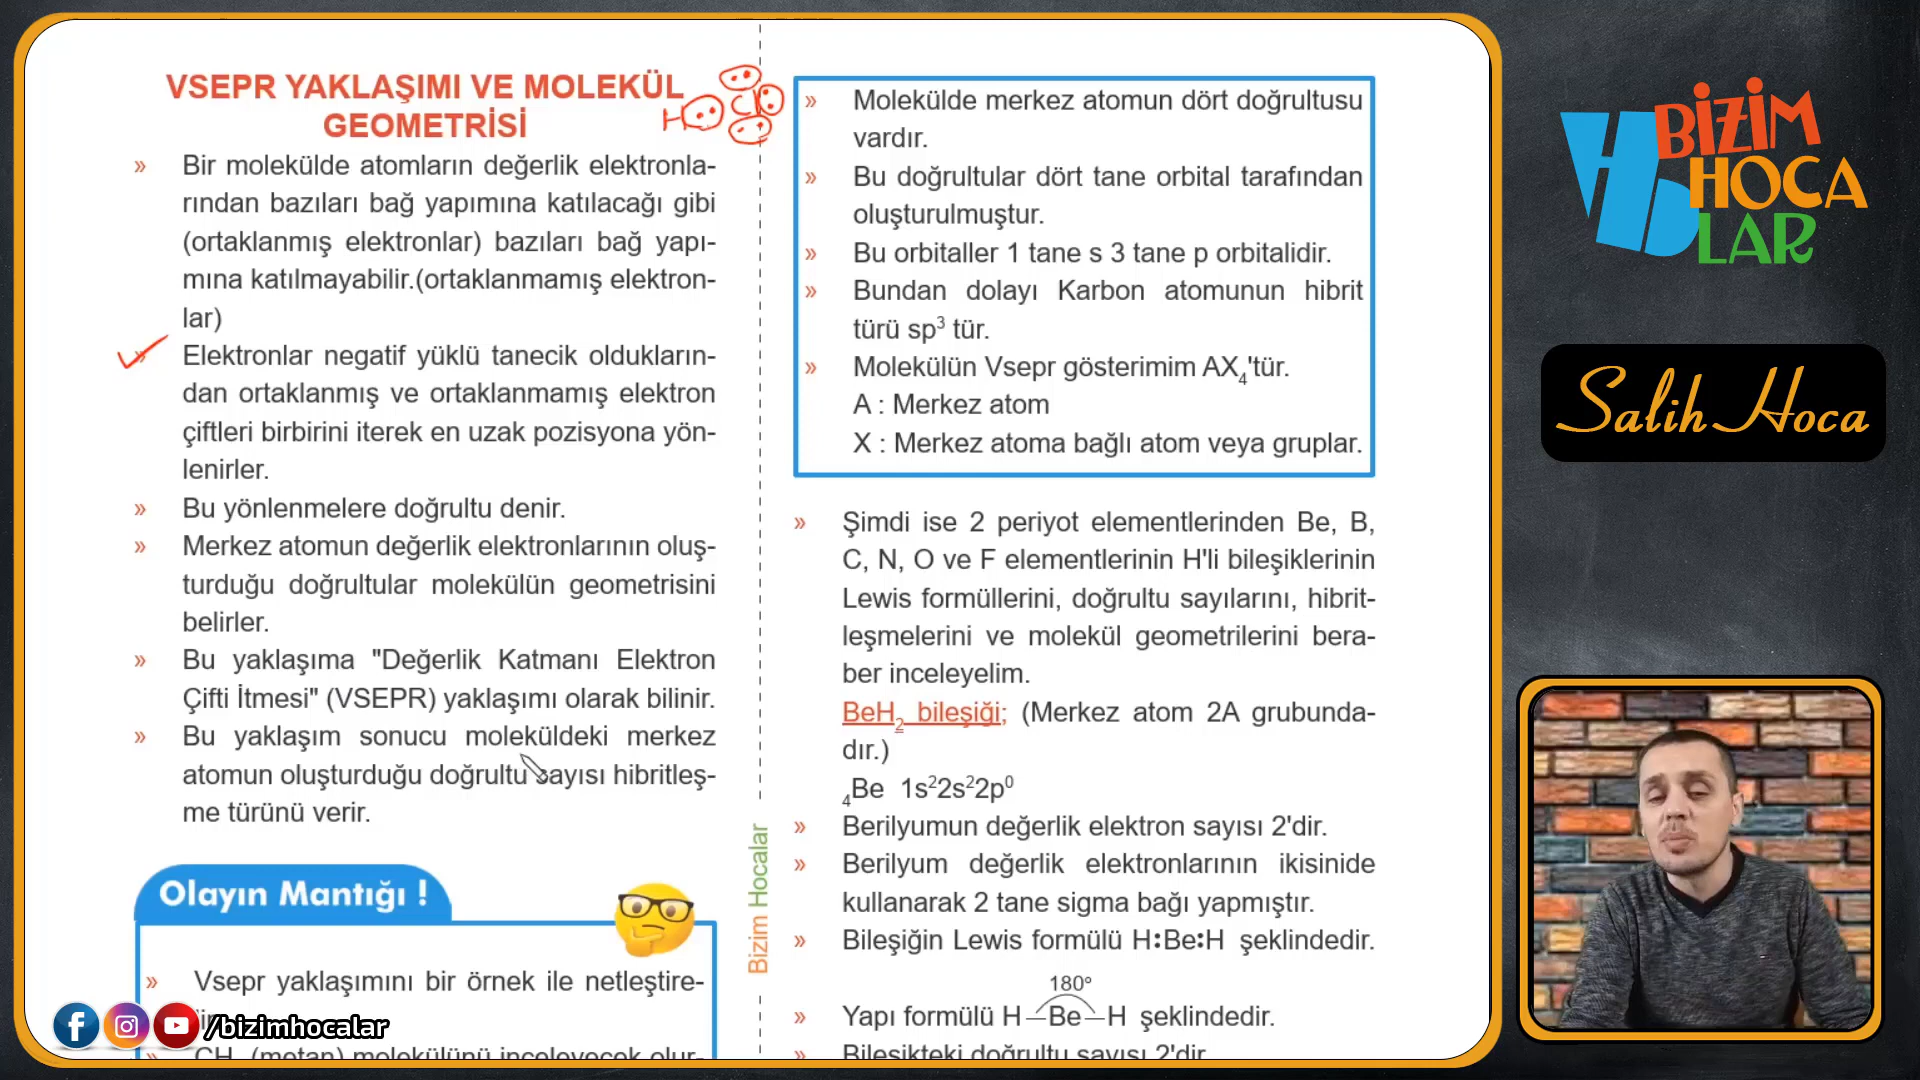 VSEPR YAKLAŞIMI VE MOLEKÜL
GEOMETRİSİ
» Bir molekülde atomların değerlik elektronla-
rından bazıları bağ yapımına katılacağı gibi
(ortaklanmış elektronlar) bazıları bağ yapı-
mına katılmayabilir.(ortaklanmamış elektron-
lar)
» Elektronlar negatif yüklü tanecik oldukların-
dan ortaklanmış ve ortaklanmamış elektron
çiftleri birbirini iterek en uzak pozisyona yön-
lenirler.
» Bu yönlenmelere doğrultu denir.
» Merkez atomun değerlik elektronlarının oluş-
turduğu doğrultular molekülün geometrisini
belirler.
» Bu yaklaşıma "Değerlik Katmanı Elektron
Çifti İtmesi" (VSEPR) yaklaşımı olarak bilinir.
» Bu yaklaşım sonucu moleküldeki merkez
atomun oluşturduğu doğrultu sayısı hibritleş-
me türünü verir.
Olayın Mantığı !
» Vsepr yaklaşımını bir örnek ile netleştire-
» CH (metan) molekülünü inceleyecek olur-
/bizimhocalar
H C
Bizim Hocalar
» Molekülde merkez atomun dört doğrultusu
vardır.
» Bu doğrultular dört tane orbital tarafından
oluşturulmuştur.
» Bu orbitaller 1 tane s 3 tane p orbitalidir.
» Bundan dolayı Karbon atomunun hibrit
türü sp³ tür.
» Molekülün Vsepr gösterimim AX₄'tür.
A : Merkez atom
X : Merkez atoma bağlı atom veya gruplar.
» Şimdi ise 2 periyot elementlerinden Be, B,
C, N, O ve F elementlerinin H'li bileşiklerinin
Lewis formüllerini, doğrultu sayılarını, hibrit-
leşmelerini ve molekül geometrilerini bera-
ber inceleyelim.
BeH₂ bileşiği; (Merkez atom 2A grubunda-
dır.)
₄Be 1s²2s²2p⁰
» Berilyumun değerlik elektron sayısı 2'dir.
» Berilyum değerlik elektronlarının ikisinide
kullanarak 2 tane sigma bağı yapmıştır.
» Bileşiğin Lewis formülü H:Be:H şeklindedir.
180°
» Yapı formülü H—Be—H şeklindedir.
» Bileşikteki doğrultu sayısı 2'dir
BİZİM
HOCA
LAR
Salih Hoca